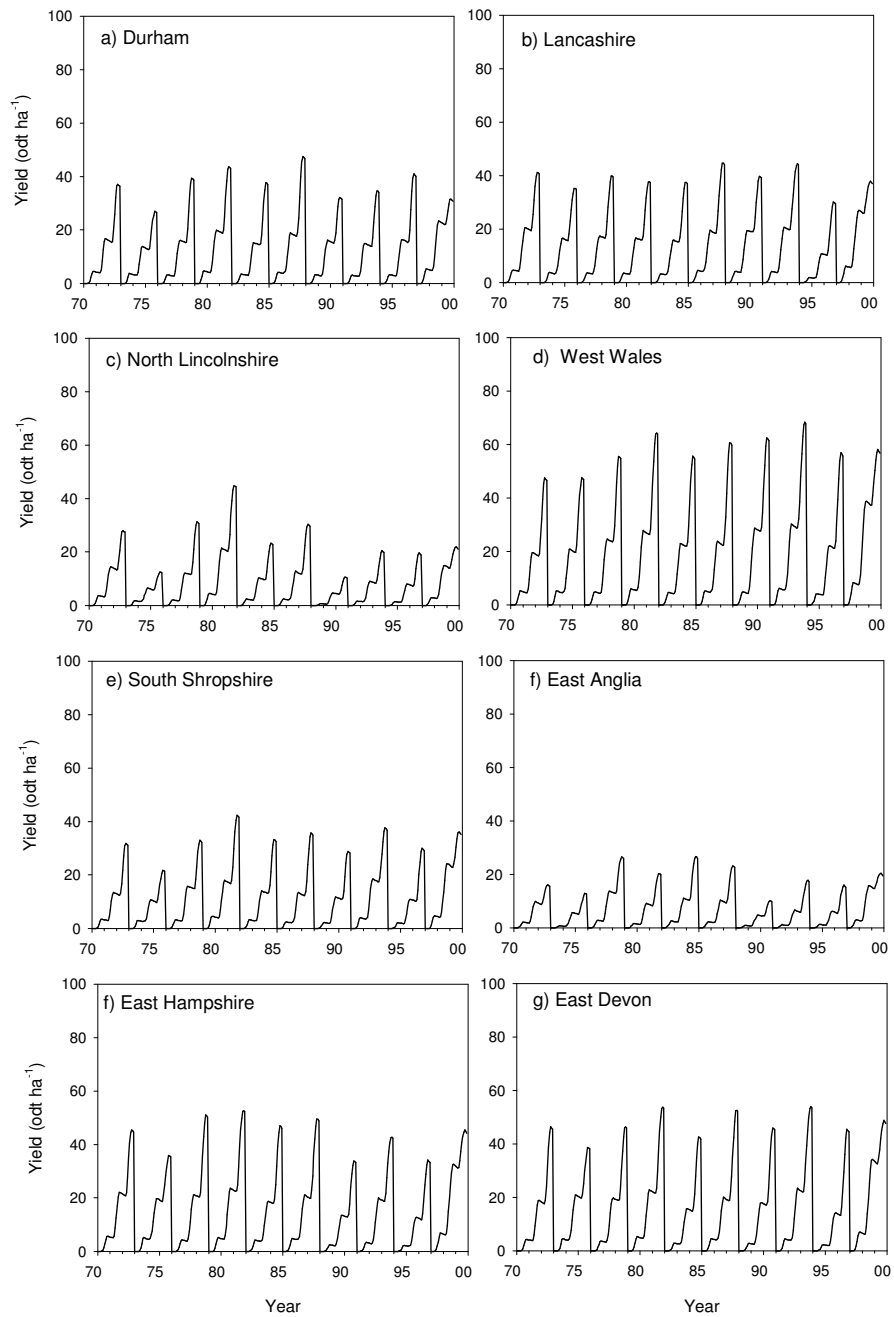 a) Durham
b) Lancashire
Yield (odt ha-1)
100
80
60
40
20
0
70 75 80 85 90 95 00
100
80
60
40
20
0
70 75 80 85 90 95 00
c) North Lincolnshire
d) West Wales
Yield (odt ha-1)
100
80
60
40
20
0
70 75 80 85 90 95 00
100
80
60
40
20
0
70 75 80 85 90 95 00
e) South Shropshire
f) East Anglia
Yield (odt ha-1)
100
80
60
40
20
0
70 75 80 85 90 95 00
100
80
60
40
20
0
70 75 80 85 90 95 00
f) East Hampshire
g) East Devon
Yield (odt ha-1)
100
80
60
40
20
0
70 75 80 85 90 95 00
100
80
60
40
20
0
70 75 80 85 90 95 00
Year
Year